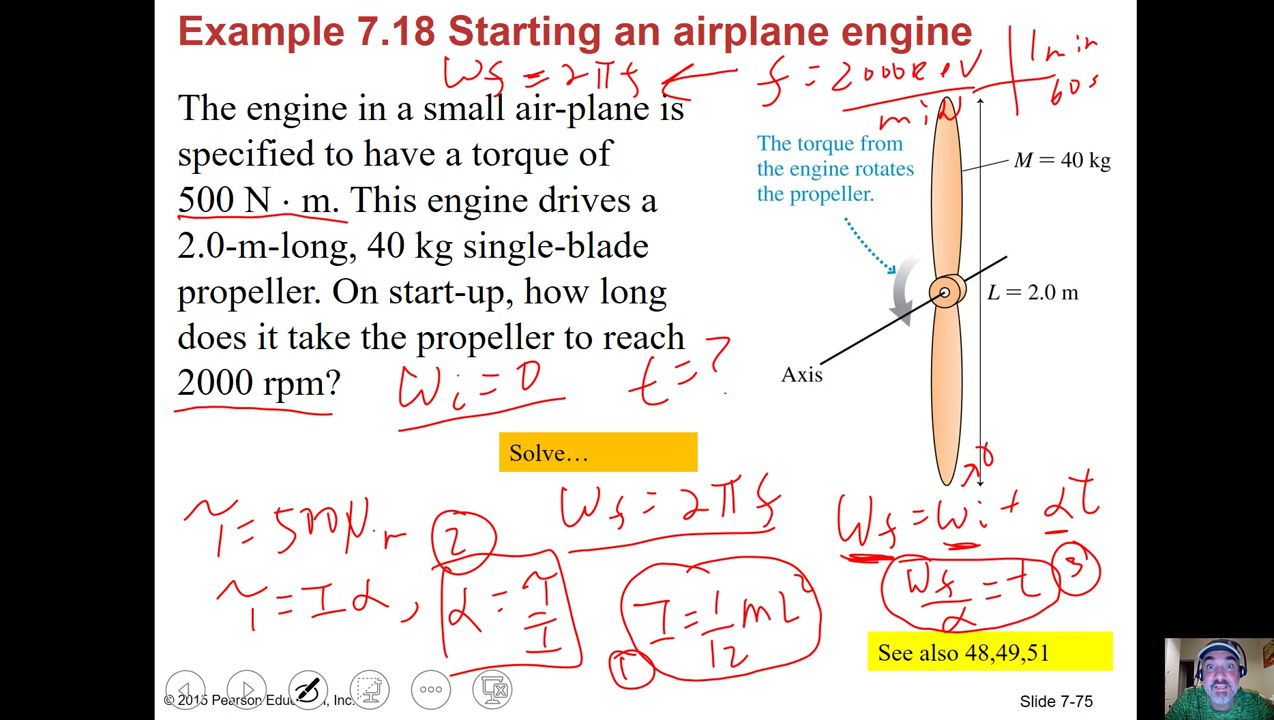 Example 7.18 Starting an airplane engine
ωf = 2πf ← f = 2000 Rev / min | 1 min / 60 s
The engine in a small air-plane is
specified to have a torque of
500 N · m. This engine drives a
2.0-m-long, 40 kg single-blade
propeller. On start-up, how long
does it take the propeller to reach
2000 rpm?
ωi = 0 t = ?
The torque from
the engine rotates
the propeller.
M = 40 kg
L = 2.0 m
Axis
Solve…
τ = 500 N·m
τ = I α, α = τ / I
2
ωf = 2πf
I = 1/12 mL²
1
0
ωf = ωi + αt
ωf / α = t
3
See also 48,49,51
© 2015 Pearson Education, Inc.
Slide 7-75